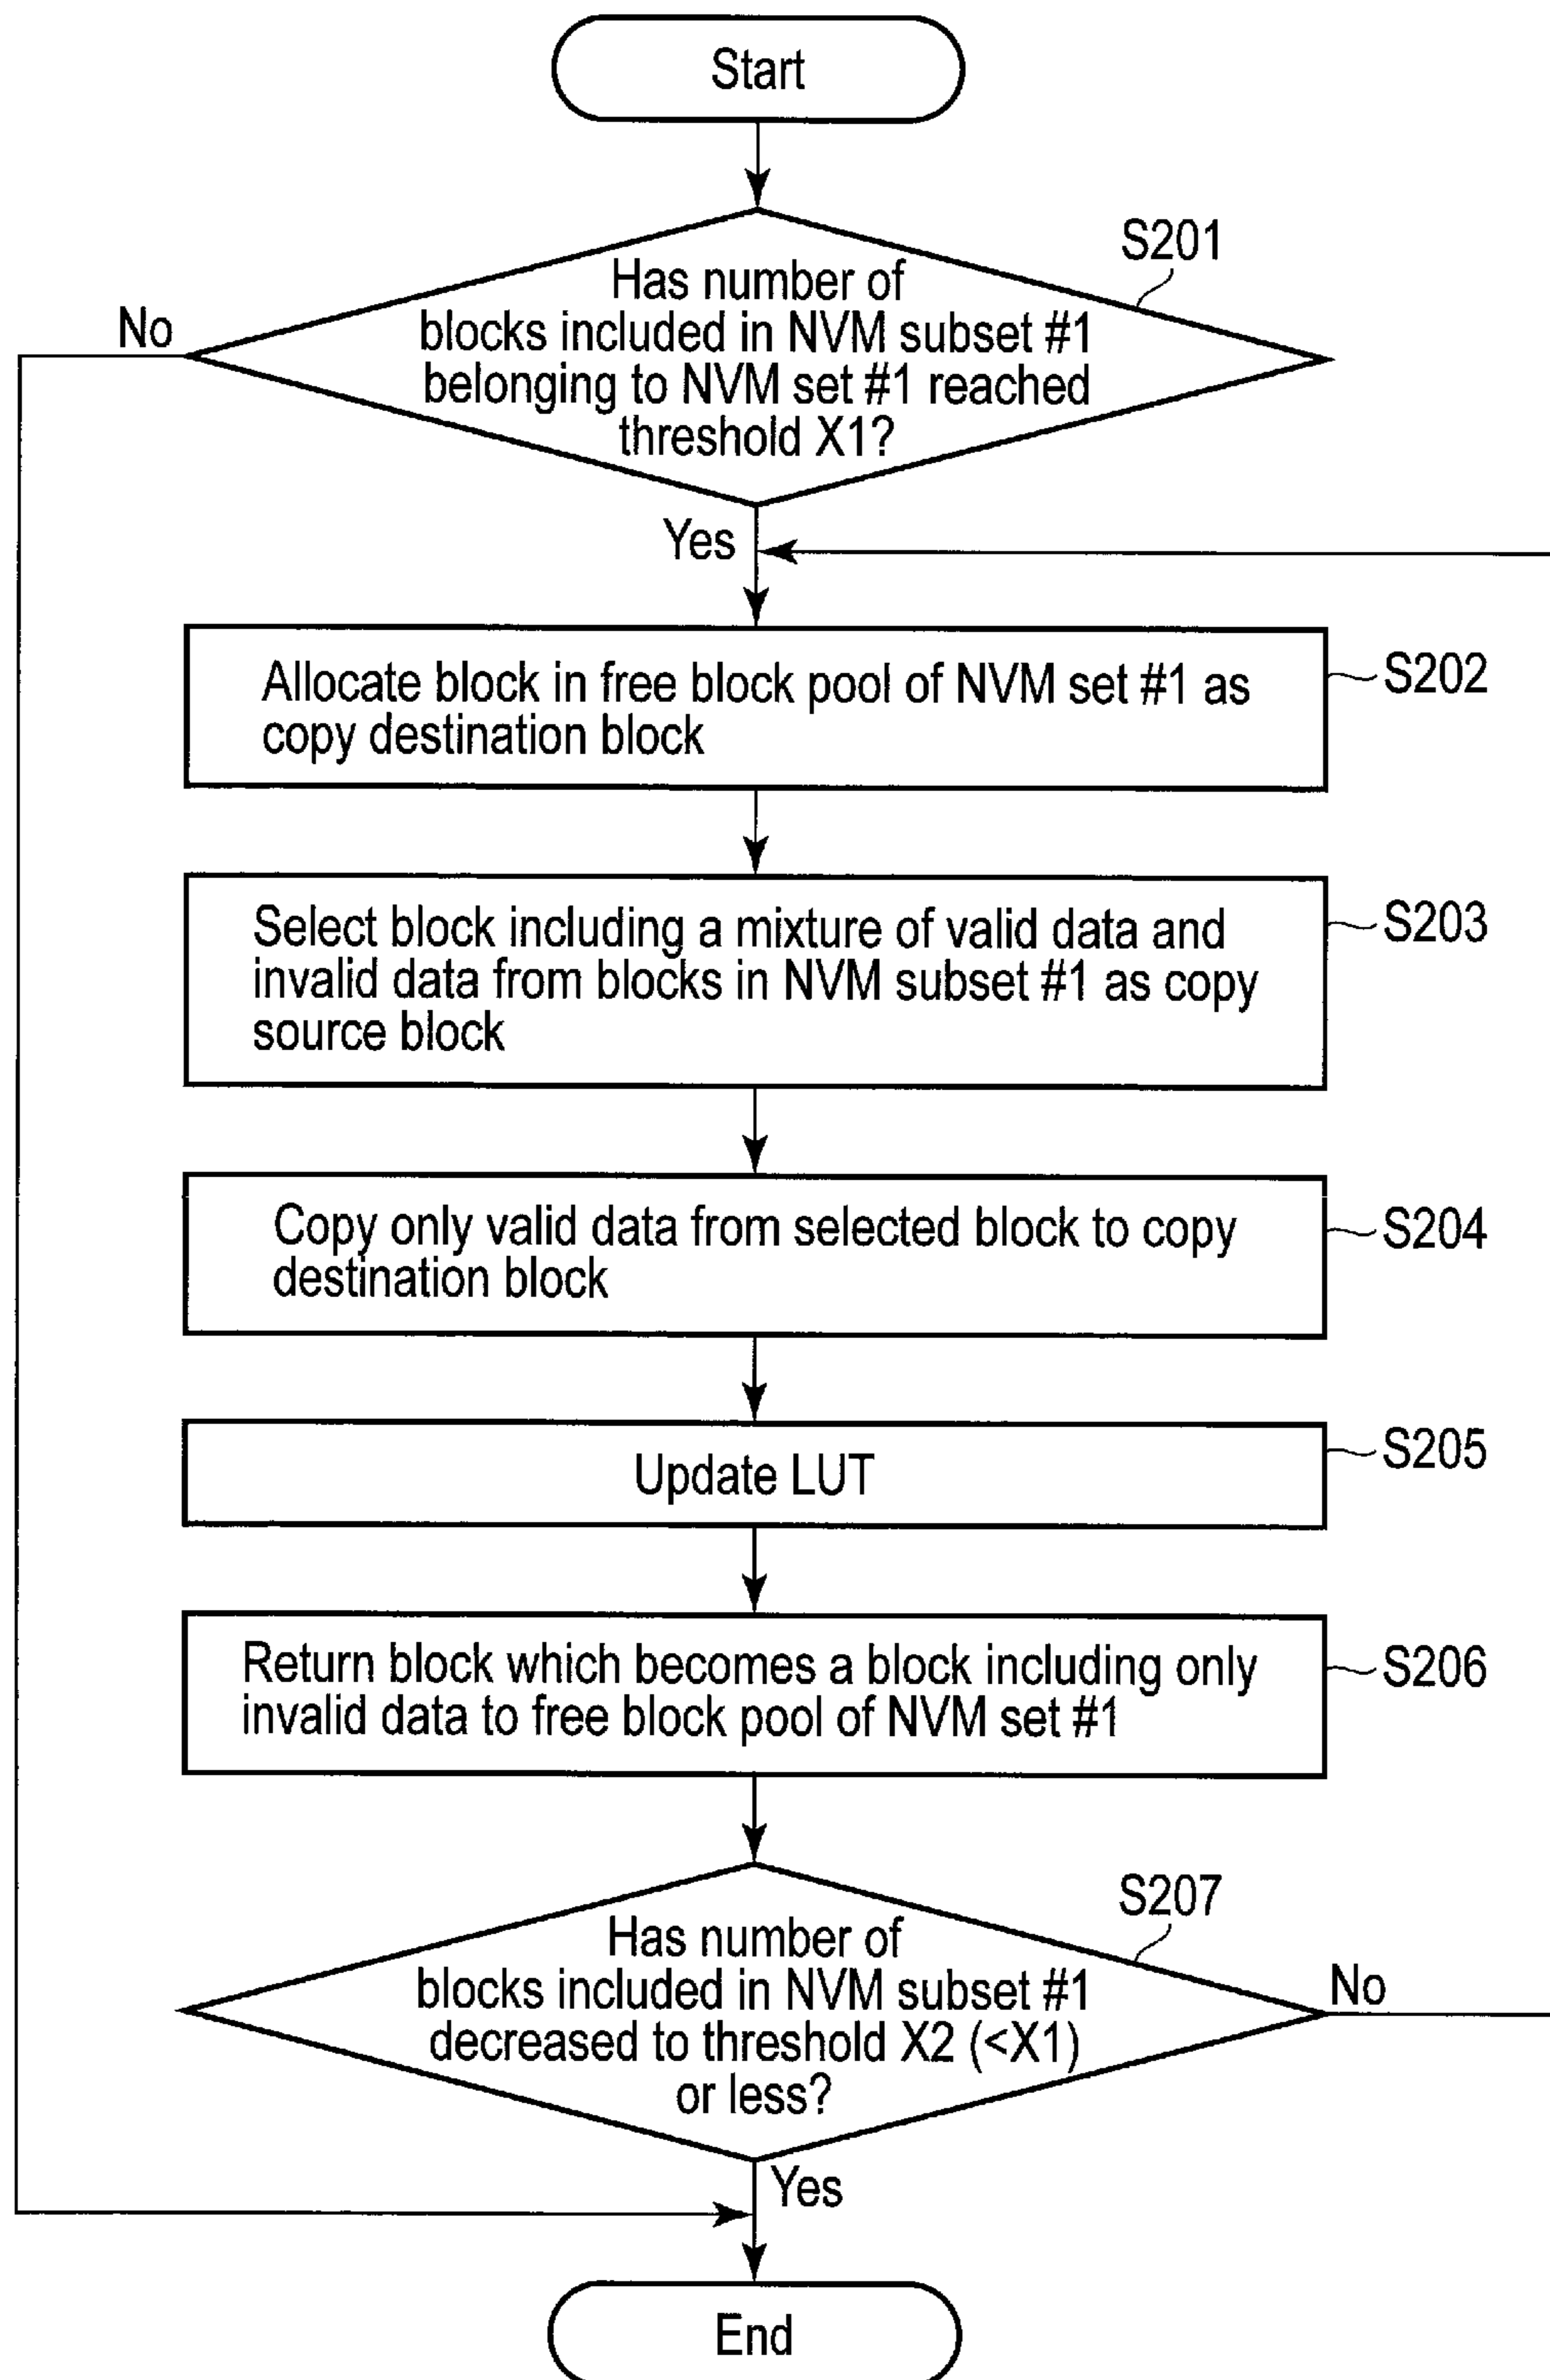 Start
S201
Has number of
blocks included in NVM subset #1
belonging to NVM set #1 reached
threshold X1?
No
Yes
Allocate block in free block pool of NVM set #1 as
copy destination block
S202
Select block including a mixture of valid data and
invalid data from blocks in NVM subset #1 as copy
source block
S203
Copy only valid data from selected block to copy
destination block
S204
Update LUT
S205
Return block which becomes a block including only
invalid data to free block pool of NVM set #1
S206
S207
Has number of
blocks included in NVM subset #1
decreased to threshold X2 (<X1)
or less?
No
Yes
End